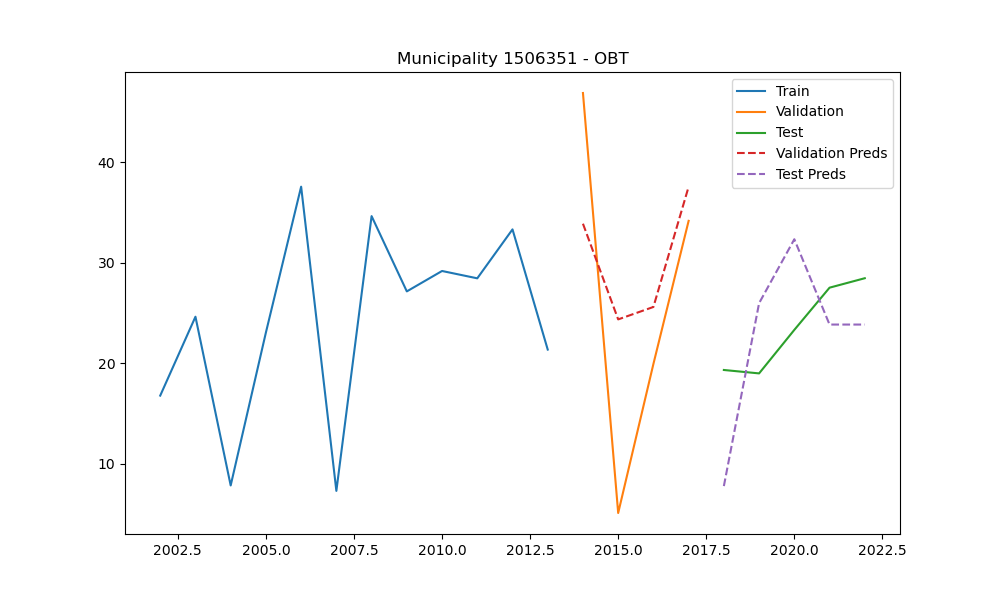 Municipality 1506351 - OBT
Train
Validation
Test
Validation Preds
Test Preds
40
30
20
10
2002.5 2005.0 2007.5 2010.0 2012.5 2015.0 2017.5 2020.0 2022.5